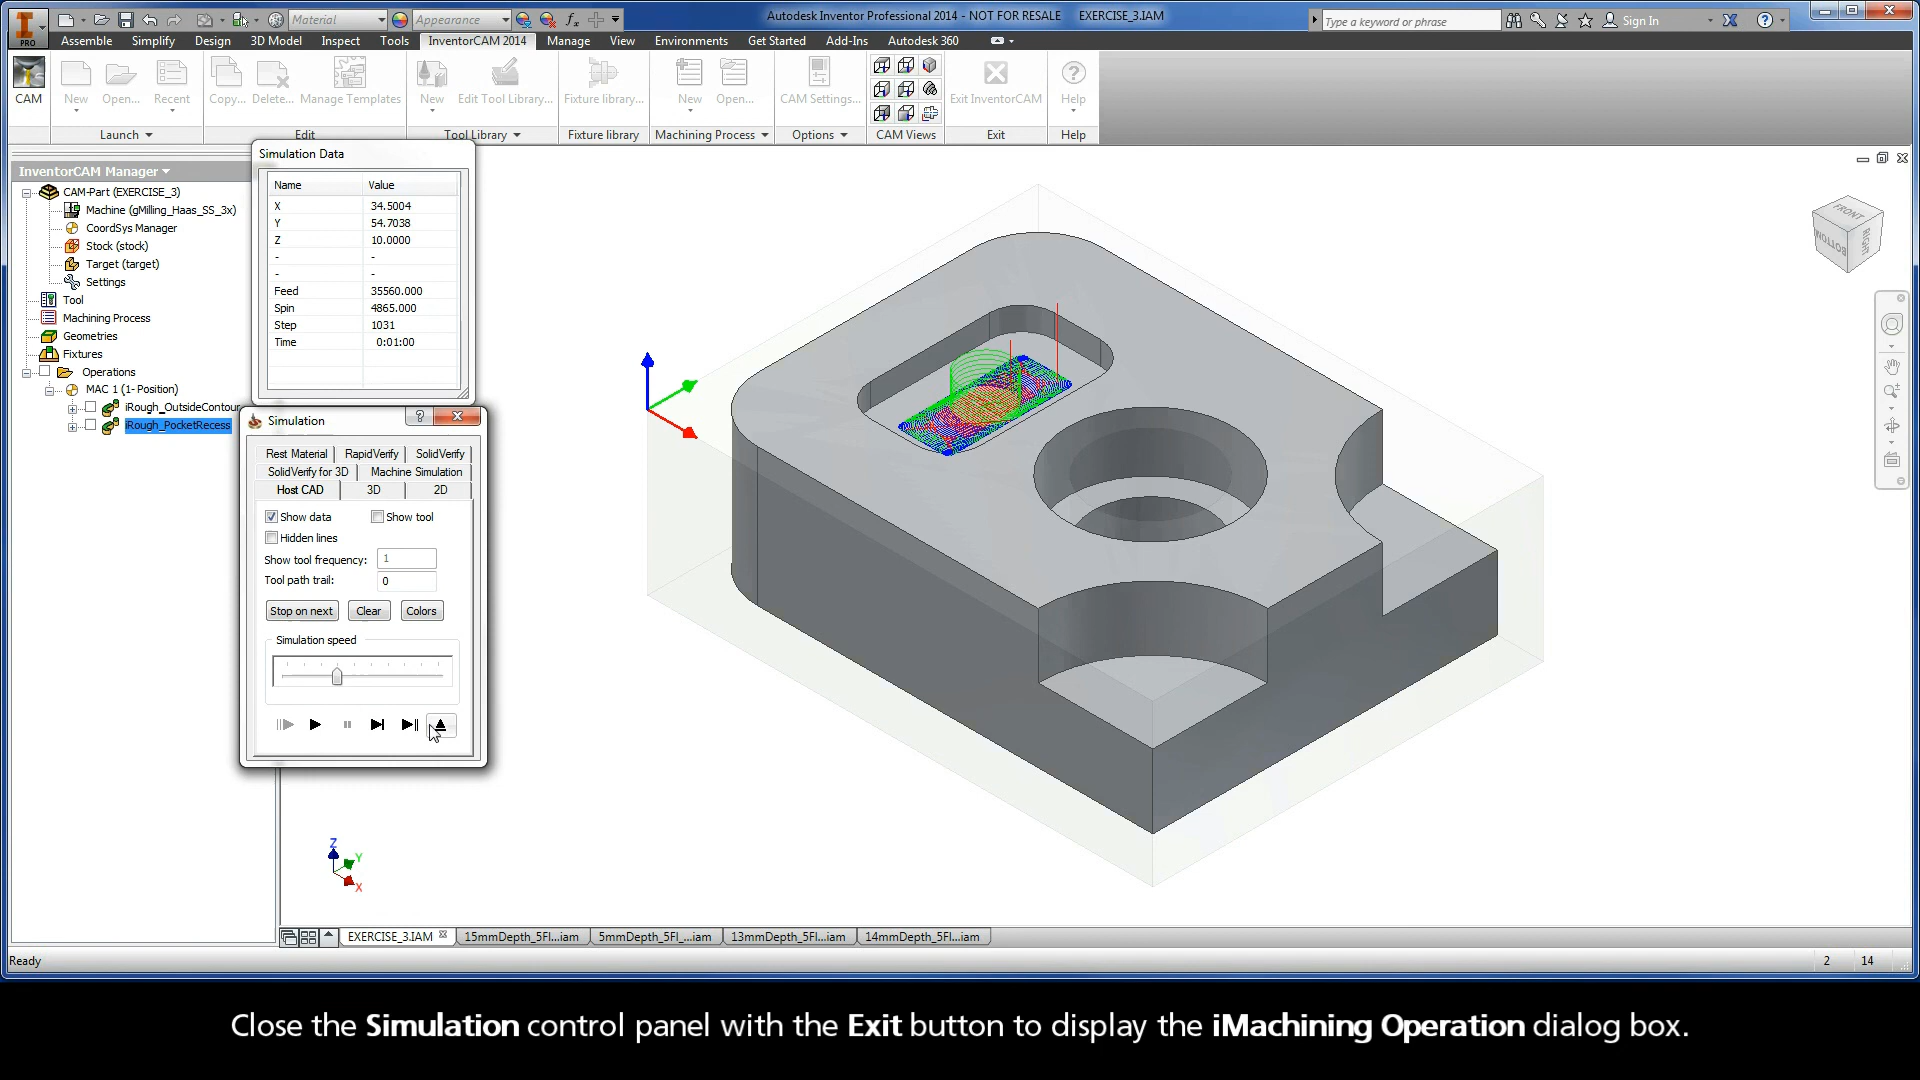 Material
Appearance
Autodesk Inventor Professional 2014 - NOT FOR RESALE EXERCISE_3.IAM
Type a keyword or phrase
Sign In
PRO
Assemble Simplify Design 3D Model Inspect Tools InventorCAM 2014 Manage View Environments Get Started Add-Ins Autodesk 360
CAM New Open... Recent Copy... Delete... Manage Templates New Edit Tool Library... Fixture library... New Open... CAM Settings... Exit InventorCAM Help
Launch Edit Tool Library Fixture library Machining Process Options CAM Views Exit Help
InventorCAM Manager
CAM-Part (EXERCISE_3)
Machine (gMilling_Haas_SS_3x)
CoordSys Manager
Stock (stock)
Target (target)
Settings
Tool
Machining Process
Geometries
Fixtures
Operations
MAC 1 (1- Position)
iRough_OutsideContour
iRough_PocketRecess
Simulation Data
Name Value
X 34.5004
Y 54.7038
Z 10.0000
- -
- -
Feed 35560.000
Spin 4865.000
Step 1031
Time 0:01:00
Simulation
Rest Material RapidVerify SolidVerify
SolidVerify for 3D Machine Simulation
Host CAD 3D 2D
Show data Show tool
Hidden lines
Show tool frequency: 1
Tool path trail: 0
Stop on next Clear Colors
Simulation speed
FRONT
RIGHT
BOTTOM
Z
Y
X
EXERCISE_3.IAM 15mmDepth_5Fl...iam 5mmDepth_5Fl_...iam 13mmDepth_5Fl...iam 14mmDepth_5Fl...iam
Ready 2 14
Close the Simulation control panel with the Exit button to display the iMachining Operation dialog box.